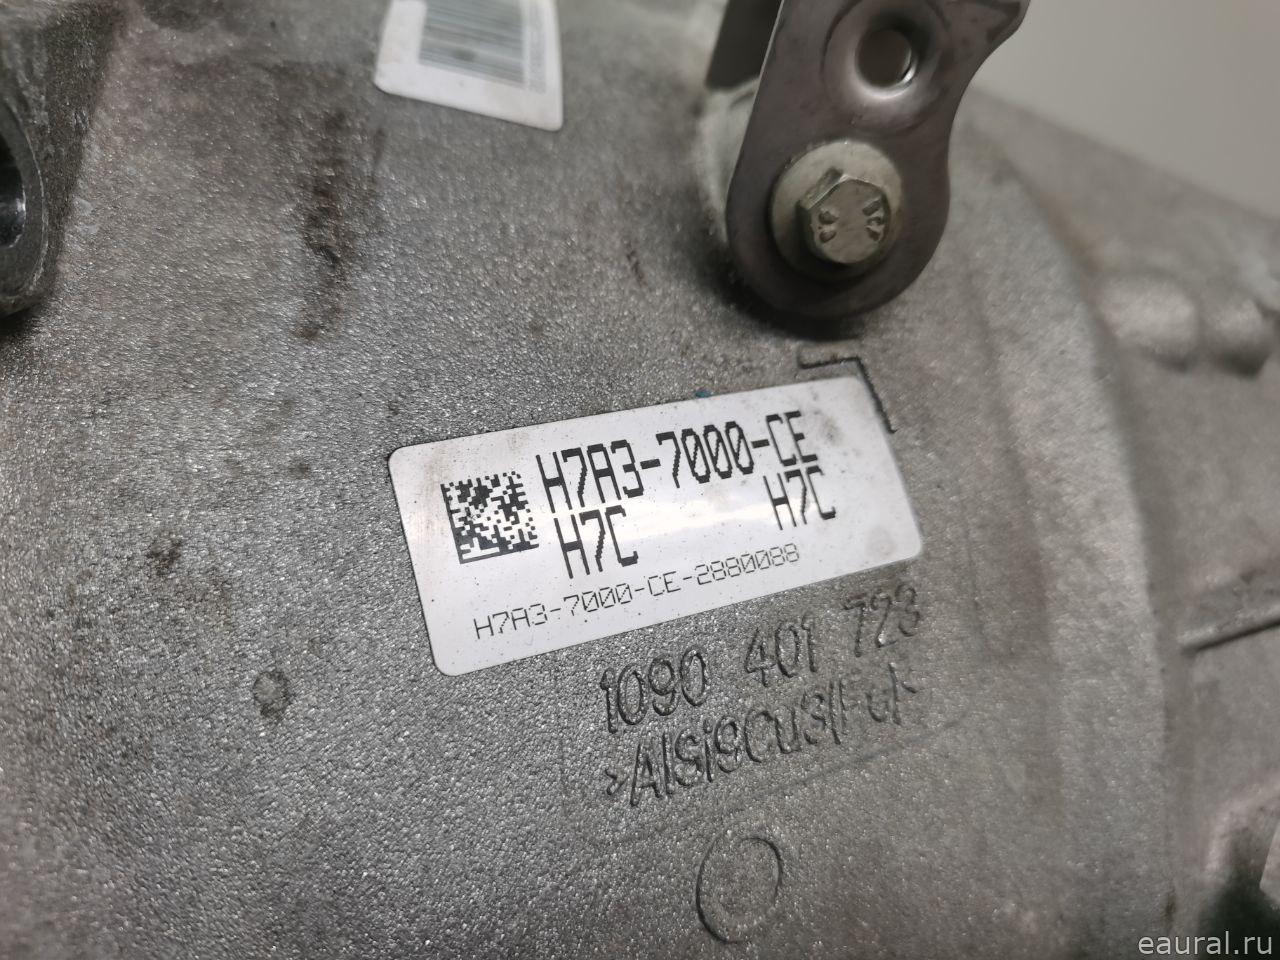 H7A3-7000-CE
H7C H7C
H7A3-7000-CE-2880088
1090 401 723
>AlSi9Cu3(Fe)<
eaural.ru